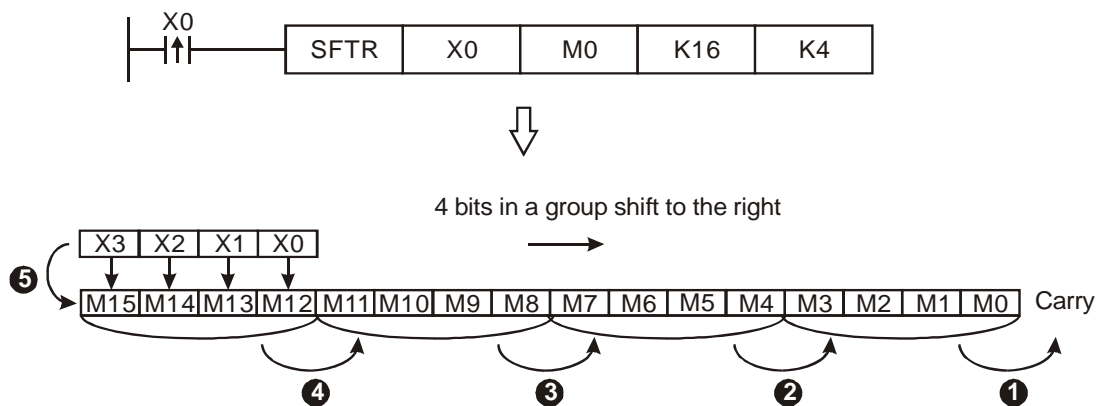 X0
SFTR X0 M0 K16 K4
4 bits in a group shift to the right
X3 X2 X1 X0
5
M15 M14 M13 M12 M11 M10 M9 M8 M7 M6 M5 M4 M3 M2 M1 M0 Carry
4 3 2 1